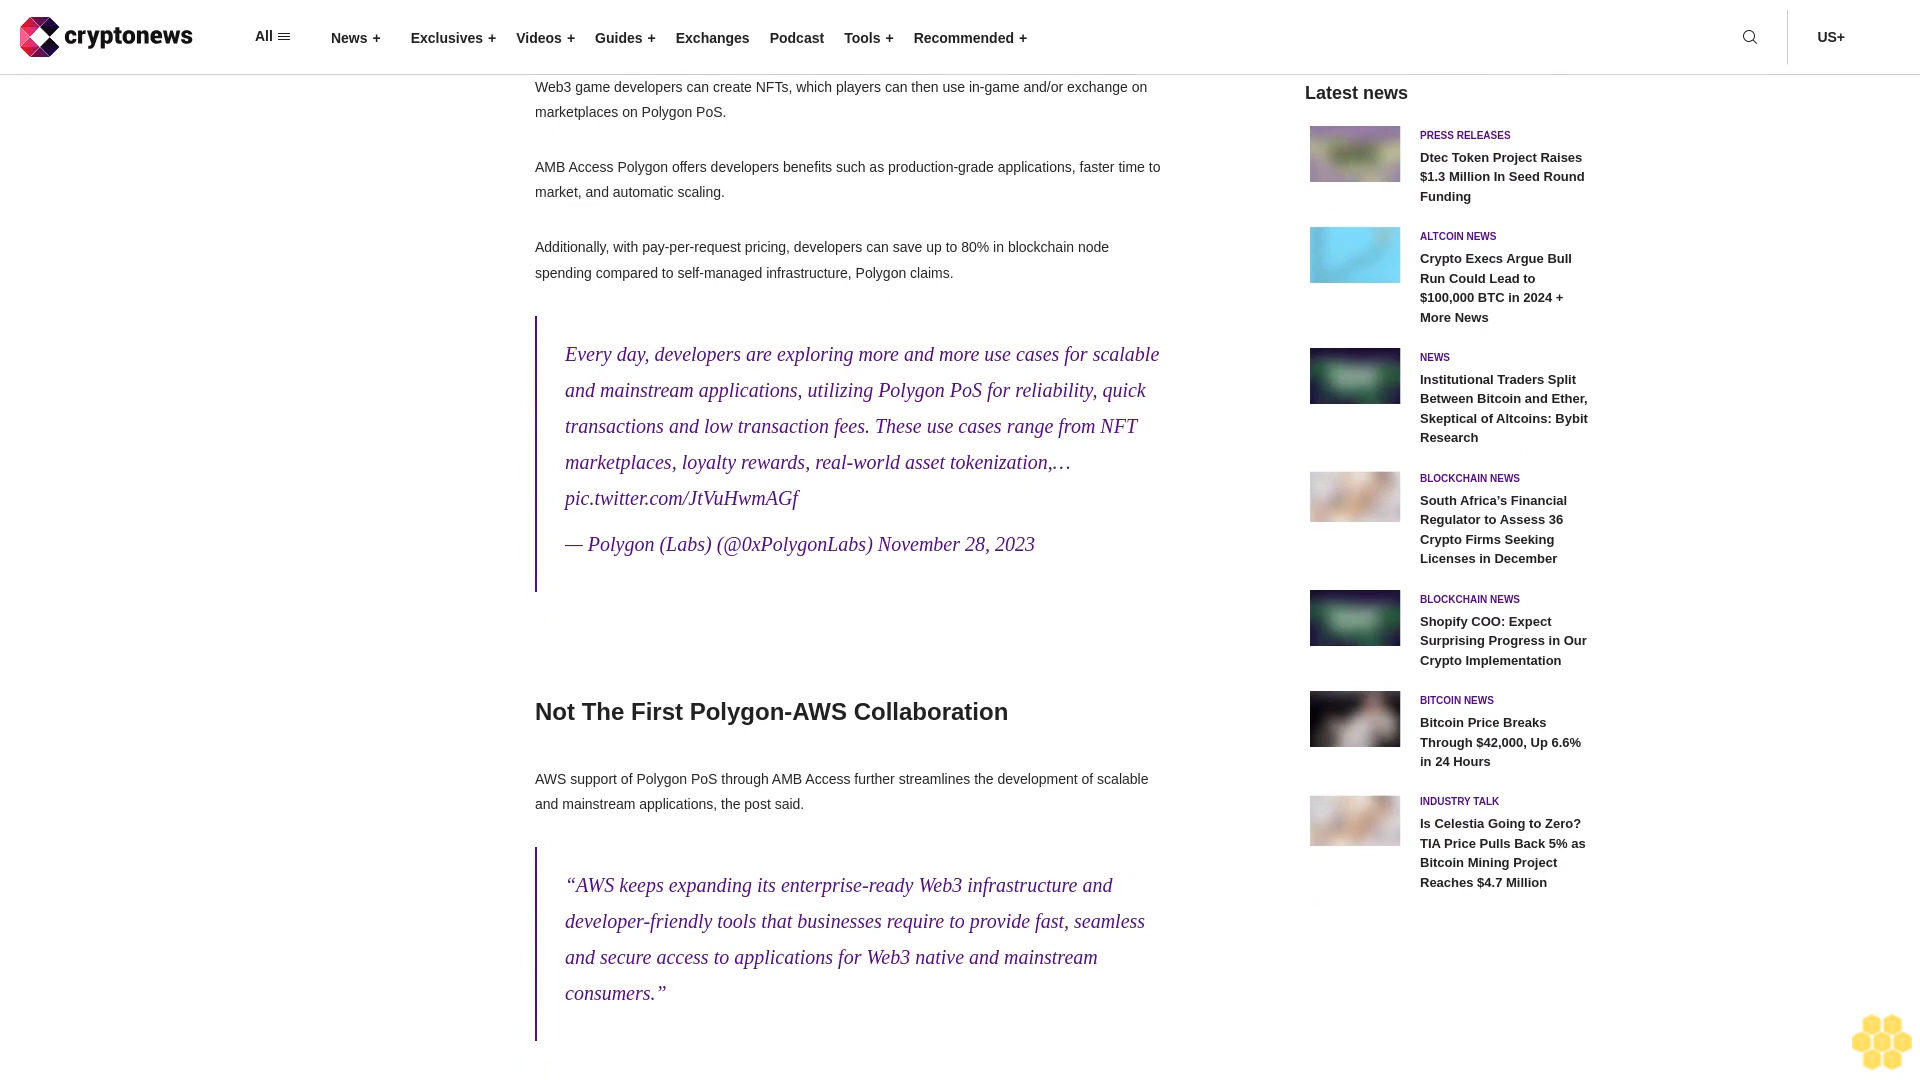 cryptonews
All
News +
Exclusives +
Videos +
Guides +
Exchanges
Podcast
Tools +
Recommended +
US+
Web3 game developers can create NFTs, which players can then use in-game and/or exchange on
marketplaces on Polygon PoS.
AMB Access Polygon offers developers benefits such as production-grade applications, faster time to
market, and automatic scaling.
Additionally, with pay-per-request pricing, developers can save up to 80% in blockchain node
spending compared to self-managed infrastructure, Polygon claims.
Every day, developers are exploring more and more use cases for scalable
and mainstream applications, utilizing Polygon PoS for reliability, quick
transactions and low transaction fees. These use cases range from NFT
marketplaces, loyalty rewards, real-world asset tokenization,…
pic.twitter.com/JtVuHwmAGf
— Polygon (Labs) (@0xPolygonLabs) November 28, 2023
Not The First Polygon-AWS Collaboration
AWS support of Polygon PoS through AMB Access further streamlines the development of scalable
and mainstream applications, the post said.
“AWS keeps expanding its enterprise-ready Web3 infrastructure and
developer-friendly tools that businesses require to provide fast, seamless
and secure access to applications for Web3 native and mainstream
consumers.”
Latest news
PRESS RELEASES
Dtec Token Project Raises
$1.3 Million In Seed Round
Funding
ALTCOIN NEWS
Crypto Execs Argue Bull
Run Could Lead to
$100,000 BTC in 2024 +
More News
NEWS
Institutional Traders Split
Between Bitcoin and Ether,
Skeptical of Altcoins: Bybit
Research
BLOCKCHAIN NEWS
South Africa’s Financial
Regulator to Assess 36
Crypto Firms Seeking
Licenses in December
BLOCKCHAIN NEWS
Shopify COO: Expect
Surprising Progress in Our
Crypto Implementation
BITCOIN NEWS
Bitcoin Price Breaks
Through $42,000, Up 6.6%
in 24 Hours
INDUSTRY TALK
Is Celestia Going to Zero?
TIA Price Pulls Back 5% as
Bitcoin Mining Project
Reaches $4.7 Million